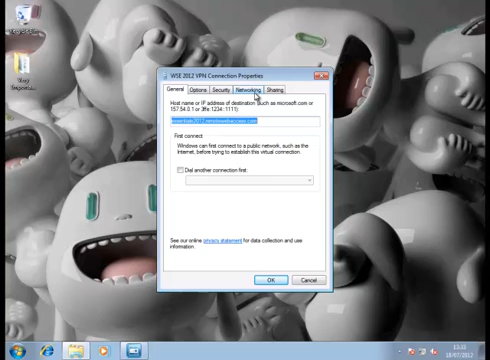 WSE 2012 VPN Connection Properties
General Options Security Networking Sharing
Host name or IP address of destination (such as microsoft.com or
157.54.0.1 or 3ffe:1234::1111):
essentials2012.remotewebaccess.com
First connect
Windows can first connect to a public network, such as the
Internet, before trying to establish this virtual connection.
Dial another connection first:
See our online privacy statement for data collection and use
information.
OK Cancel
13:33
18/07/2012